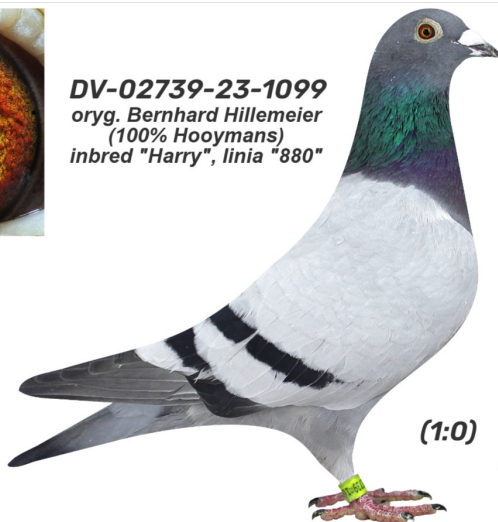 DV-02739-23-1099
oryg. Bernhard Hillemeier
(100% Hooymans)
inbred "Harry", linia "880"
(1:0)